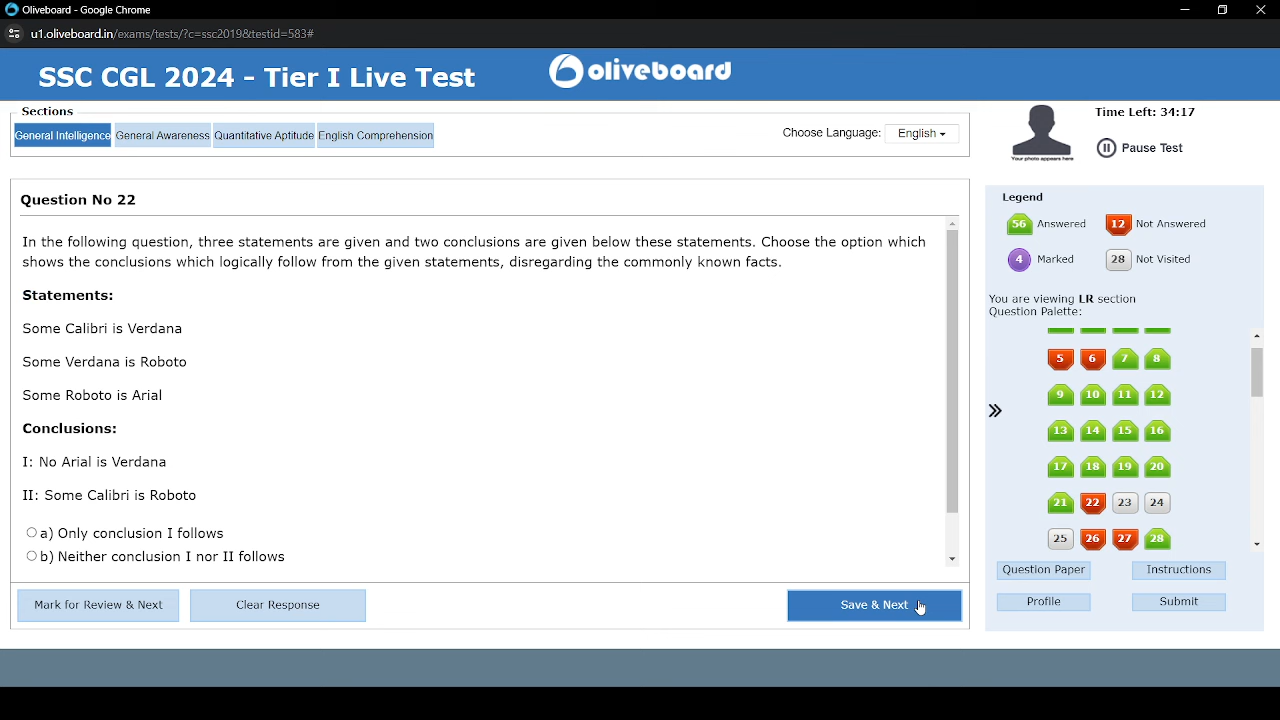 Oliveboard - Google Chrome
u1.oliveboard.in/exams/tests/?c=ssc2019&testid=583#
SSC CGL 2024 - Tier I Live Test
oliveboard
Sections
General Intelligence General Awareness Quantitative Aptitude English Comprehension
Choose Language: English
Your photo appears here
Time Left: 34:17
Pause Test
Question No 22
In the following question, three statements are given and two conclusions are given below these statements. Choose the option which
shows the conclusions which logically follow from the given statements, disregarding the commonly known facts.
Statements:
Some Calibri is Verdana
Some Verdana is Roboto
Some Roboto is Arial
Conclusions:
I: No Arial is Verdana
II: Some Calibri is Roboto
a) Only conclusion I follows
b) Neither conclusion I nor II follows
Mark for Review & Next
Clear Response
Save & Next
Legend
56 Answered 12 Not Answered
4 Marked 28 Not Visited
You are viewing LR section
Question Palette:
5 6 7 8
9 10 11 12
13 14 15 16
17 18 19 20
21 22 23 24
25 26 27 28
Question Paper Instructions
Profile Submit